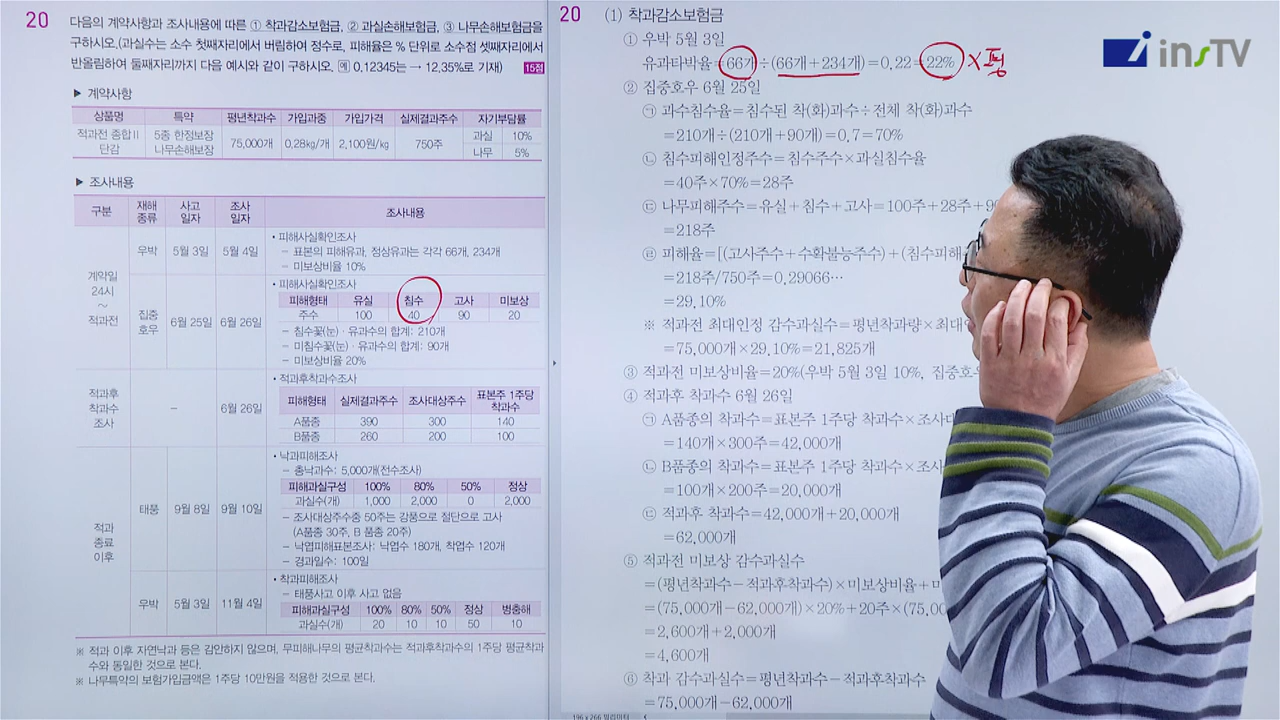 20
다음의 계약사항과 조사내용에 따른 ① 착과감소보험금, ② 과실손해보험금, ③ 나무손해보험금을
구하시오.(과실수는 소수 첫째자리에서 버림하여 정수로, 피해율은 % 단위로 소수점 셋째자리에서
반올림하여 둘째자리까지 다음 예시와 같이 구하시오. 예 0.12345는 → 12.35%로 기재)
15점
▶ 계약사항
상품명 특약 평년착과수 가입과중 가입가격 실제결과주수 자기부담률
적과전 종합Ⅱ 단감 5종 한정보장 나무손해보장 75,000개 0.28kg/개 2,100원/kg 750주 과실 10%
나무 5%
▶ 조사내용
구분 재해종류 사고일자 조사일자 조사내용
계약일 24시 ~ 적과전
우박 5월 3일 5월 4일
• 피해사실확인조사
– 표본의 피해유과, 정상유과는 각각 66개, 234개
– 미보상비율 10%
집중호우 6월 25일 6월 26일
• 피해사실확인조사
피해형태 유실 침수 고사 미보상
주수 100 40 90 20
– 침수꽃(눈)·유과수의 합계: 210개
– 미침수꽃(눈)·유과수의 합계: 90개
– 미보상비율 20%
적과후 착과수 조사 – 6월 26일
• 적과후착과수조사
피해형태 실제결과주수 조사대상주수 표본주 1주당 착과수
A품종 390 300 140
B품종 260 200 100
적과 종료 이후
태풍 9월 8일 9월 10일
• 낙과피해조사
– 총낙과수: 5,000개(전수조사)
피해과실구성 100% 80% 50% 정상
과실수(개) 1,000 2,000 0 2,000
– 조사대상주수중 50주는 강풍으로 절단으로 고사
(A품종 30주, B 품종 20주)
– 낙엽피해표본조사: 낙엽수 180개, 착엽수 120개
– 경과일수: 100일
우박 5월 3일 11월 4일
• 착과피해조사
– 태풍사고 이후 사고 없음
피해과실구성 100% 80% 50% 정상 병충해
과실수(개) 20 10 10 50 10
※ 적과 이후 자연낙과 등은 감안하지 않으며, 무피해나무의 평균착과수는 적과후착과수의 1주당 평균착과
수와 동일한 것으로 본다.
※ 나무특약의 보험가입금액은 1주당 10만원을 적용한 것으로 본다.
20
(1) 착과감소보험금
① 우박 5월 3일
유과타박율=66개÷(66개+234개)=0.22=22%
② 집중호우 6월 25일
㉠ 과수침수율=침수된 착(화)과수÷전체 착(화)과수
=210개÷(210개+90개)=0.7=70%
㉡ 침수피해인정주수=침수주수×과실침수율
=40주×70%=28주
㉢ 나무피해주수=유실+침수+고사=100주+28주+9
=218주
㉣ 피해율=[(고사주수+수확불능주수)+(침수피해
=218주/750주=0.29066…
=29.10%
※ 적과전 최대인정 감수과실수=평년착과량×최대
=75,000개×29.10%=21,825개
③ 적과전 미보상비율=20%(우박 5월 3일 10%, 집중호우
④ 적과후 착과수 6월 26일
㉠ A품종의 착과수=표본주 1주당 착과수×조사대
=140개×300주=42,000개
㉡ B품종의 착과수=표본주 1주당 착과수×조사
=100개×200주=20,000개
㉢ 적과후 착과수=42,000개+20,000개
=62,000개
⑤ 적과전 미보상 감수과실수
=(평년착과수-적과후착과수)×미보상비율+
=(75,000개-62,000개)×20%+20주×(75,00
=2,600개+2,000개
=4,600개
⑥ 착과 감수과실수=평년착과수-적과후착과수
=75,000개-62,000개
196 x 266 밀리미터
insTV